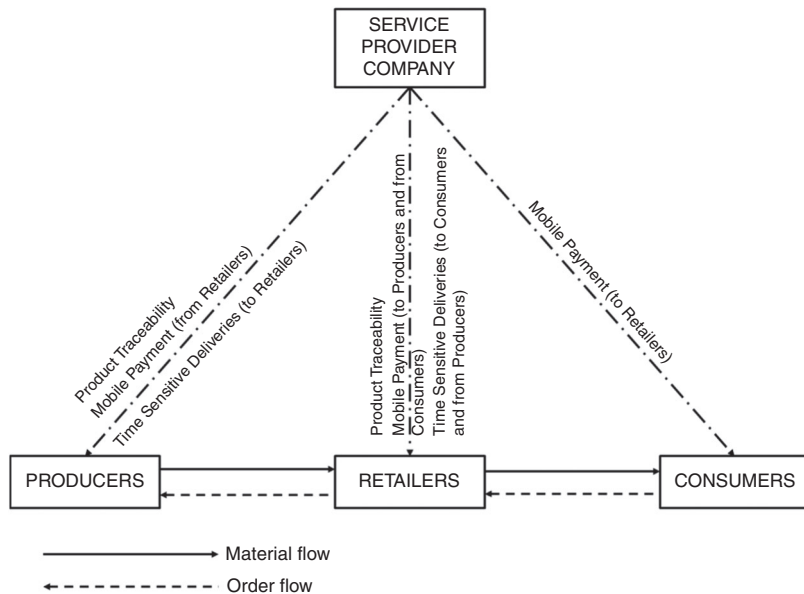 SERVICE
PROVIDER
COMPANY
Product Traceability
Mobile Payment (from Retailers)
Time Sensitive Deliveries (to Retailers)
Product Traceability
Mobile Payment (to Producers and from
Consumers)
Time Sensitive Deliveries (to Consumers
and from Producers)
Mobile Payment (to Retailers)
PRODUCERS
RETAILERS
CONSUMERS
Material flow
Order flow